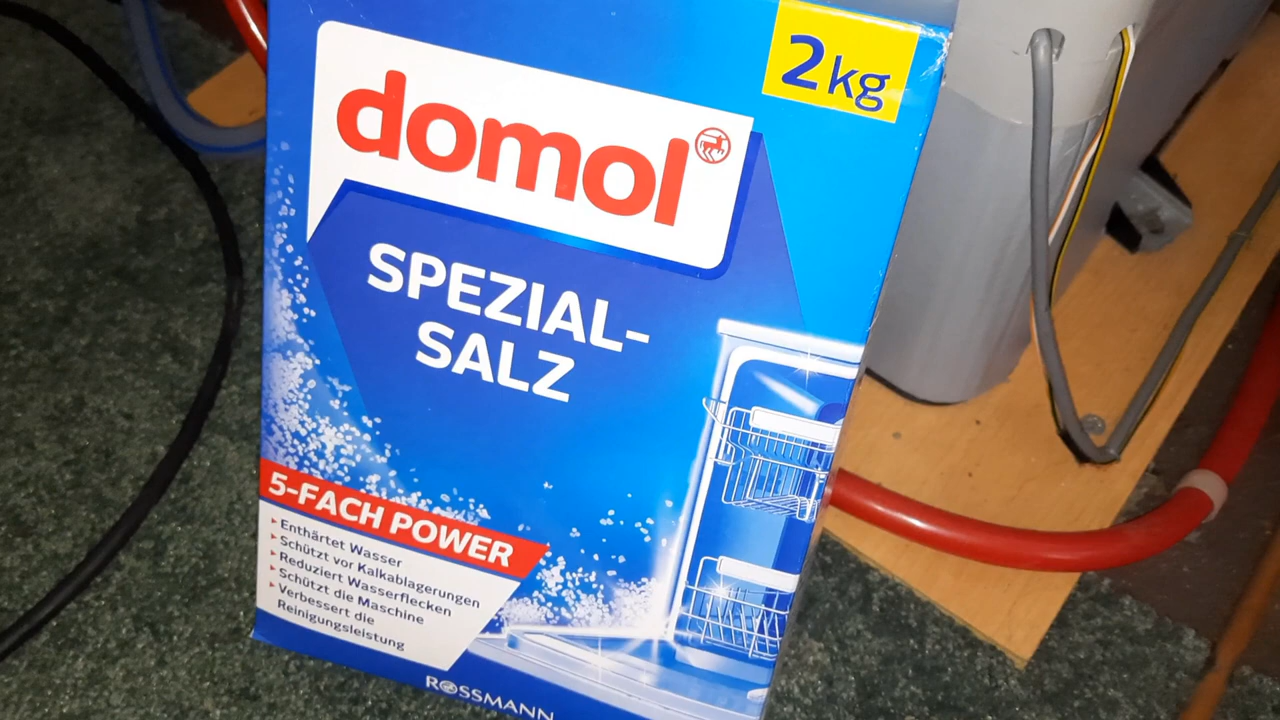 domol
2kg
SPEZIAL-
SALZ
5-FACH POWER
Enthärtet Wasser
Schützt vor Kalkablagerungen
Reduziert Wasserflecken
Schützt die Maschine
Verbessert die
Reinigungsleistung
ROSSMANN